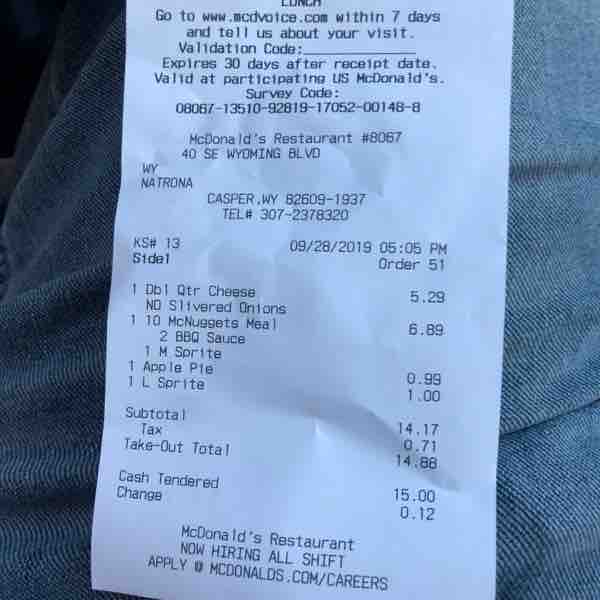 LUNCH
Go to www.mcdvoice.com within 7 days
and tell us about your visit.
Validation Code:
Expires 30 days after receipt date.
Valid at participating US McDonald's.
Survey Code:
08067-13510-92819-17052-00148-8
McDonald's Restaurant #8067
40 SE WYOMING BLVD
WY
NATRONA
CASPER,WY 82609-1937
TEL# 307-2378320
KS# 13 09/28/2019 05:05 PM
Side1 Order 51
1 Dbl Qtr Cheese 5.29
NO Slivered Onions
1 10 McNuggets Meal 6.89
2 BBQ Sauce
1 M Sprite
1 Apple Pie 0.99
1 L Sprite 1.00
Subtotal 14.17
Tax 0.71
Take-Out Total 14.88
Cash Tendered 15.00
Change 0.12
McDonald's Restaurant
NOW HIRING ALL SHIFT
APPLY @ MCDONALDS.COM/CAREERS